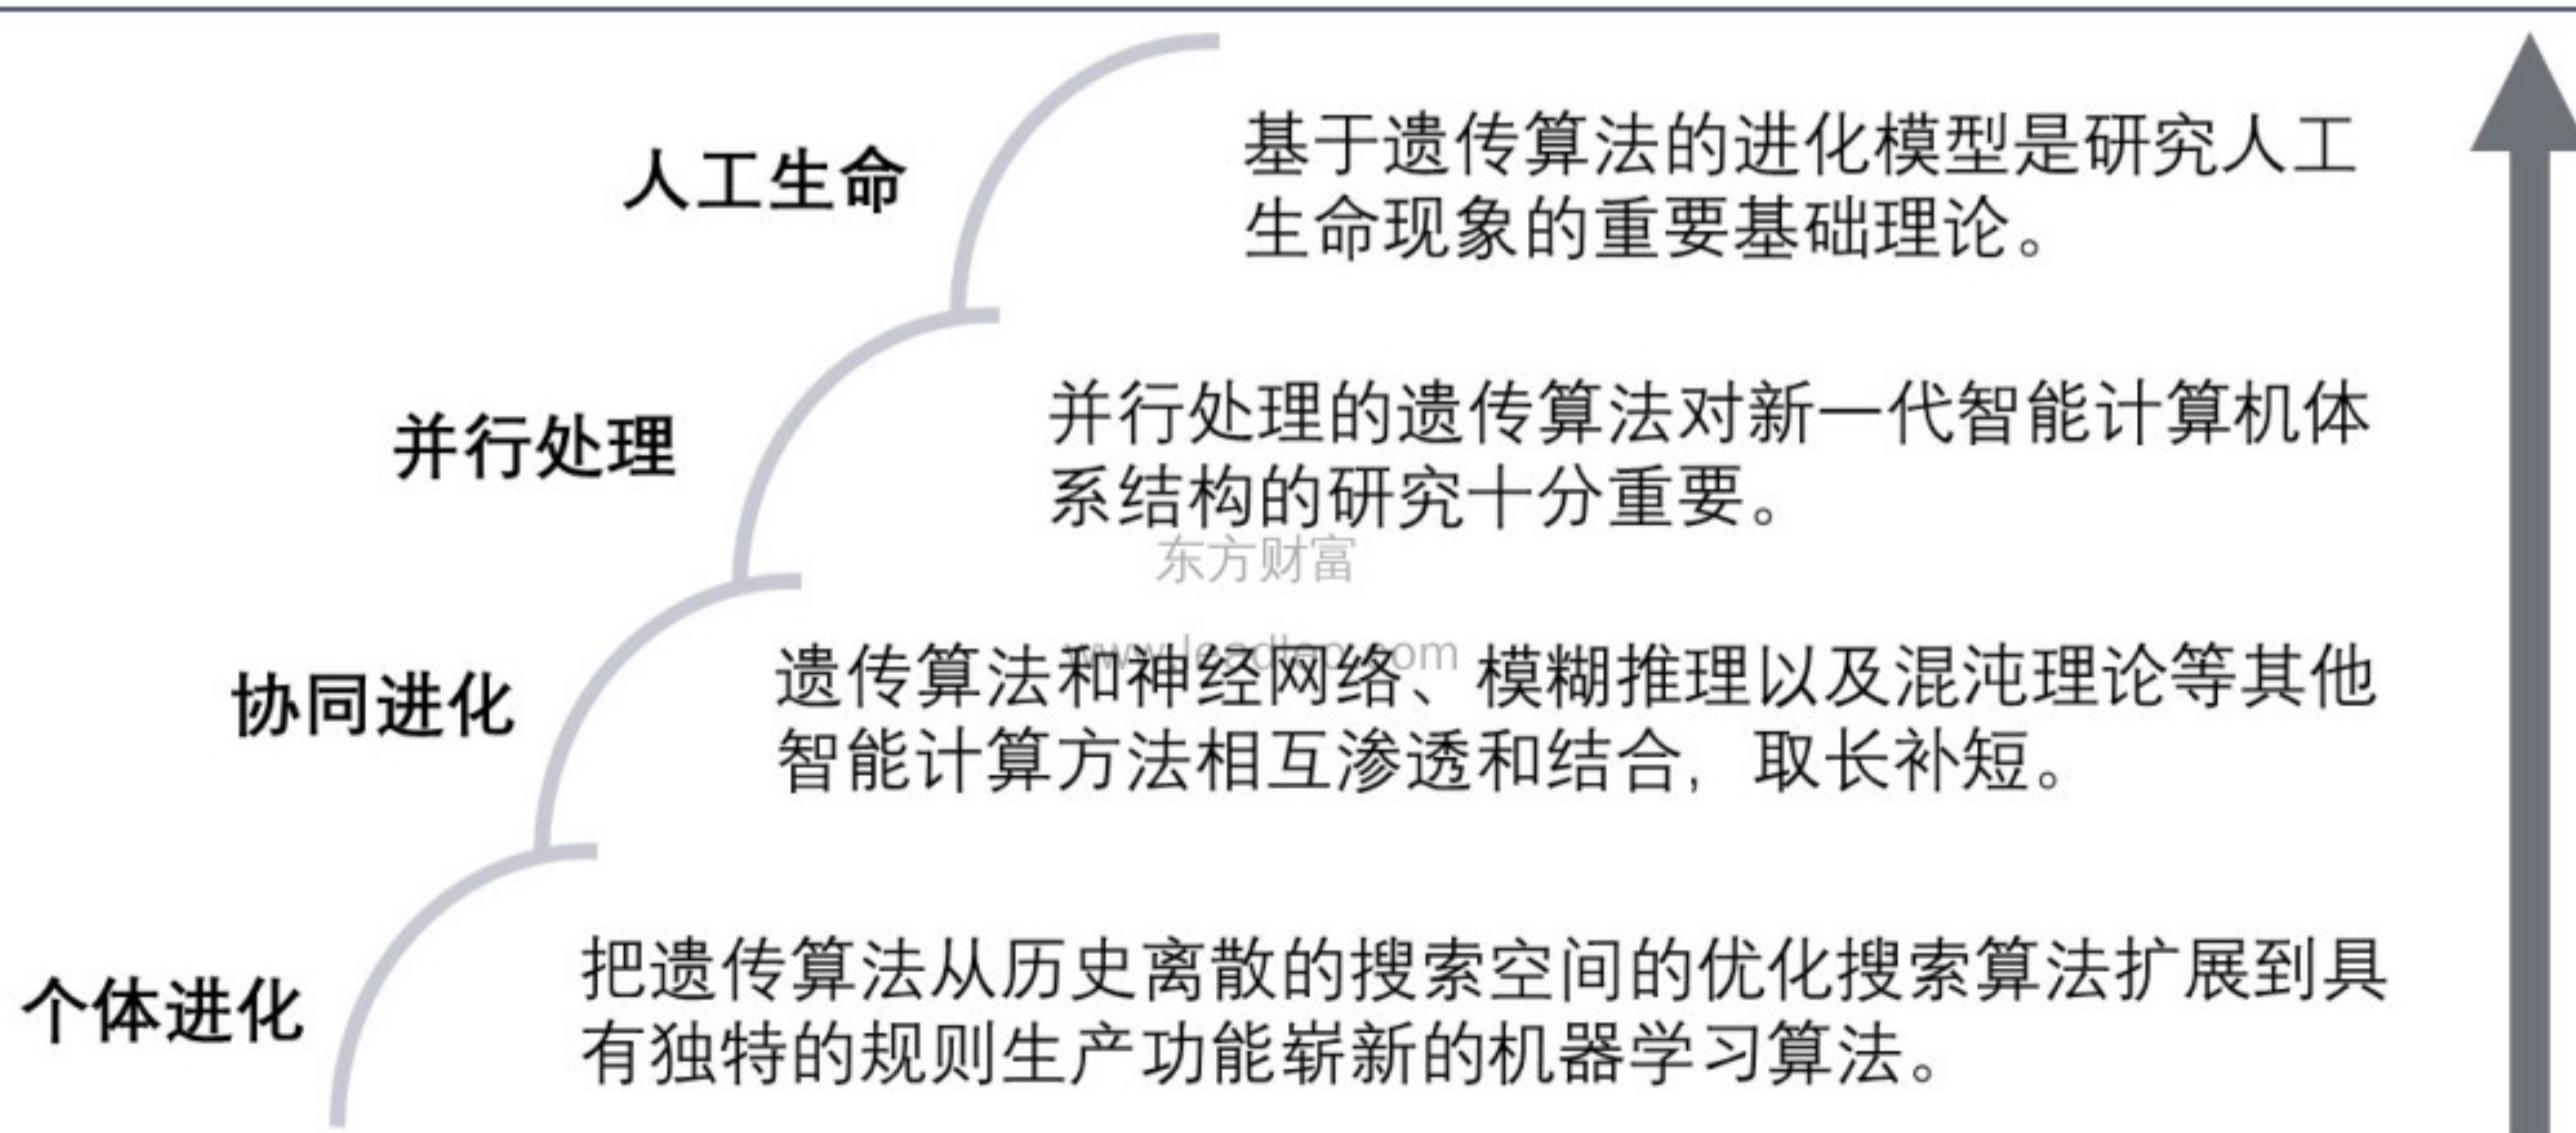 人工生命
基于遗传算法的进化模型是研究人工
生命现象的重要基础理论。
并行处理
并行处理的遗传算法对新一代智能计算机体
系结构的研究十分重要。
东方财富
www.leadleo.com
协同进化
遗传算法和神经网络、模糊推理以及混沌理论等其他
智能计算方法相互渗透和结合，取长补短。
个体进化
把遗传算法从历史离散的搜索空间的优化搜索算法扩展到具
有独特的规则生产功能崭新的机器学习算法。